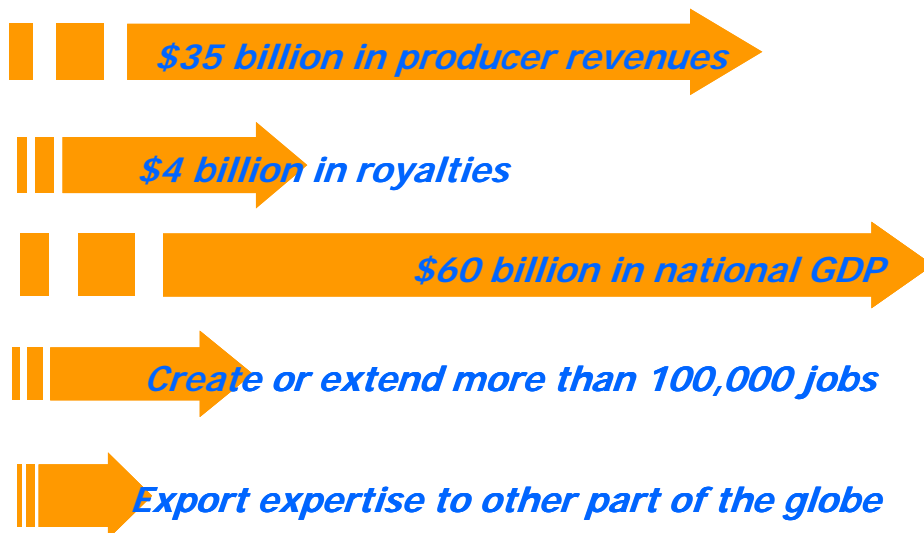 $35 billion in producer revenues
$4 billion in royalties
$60 billion in national GDP
Create or extend more than 100,000 jobs
Export expertise to other part of the globe